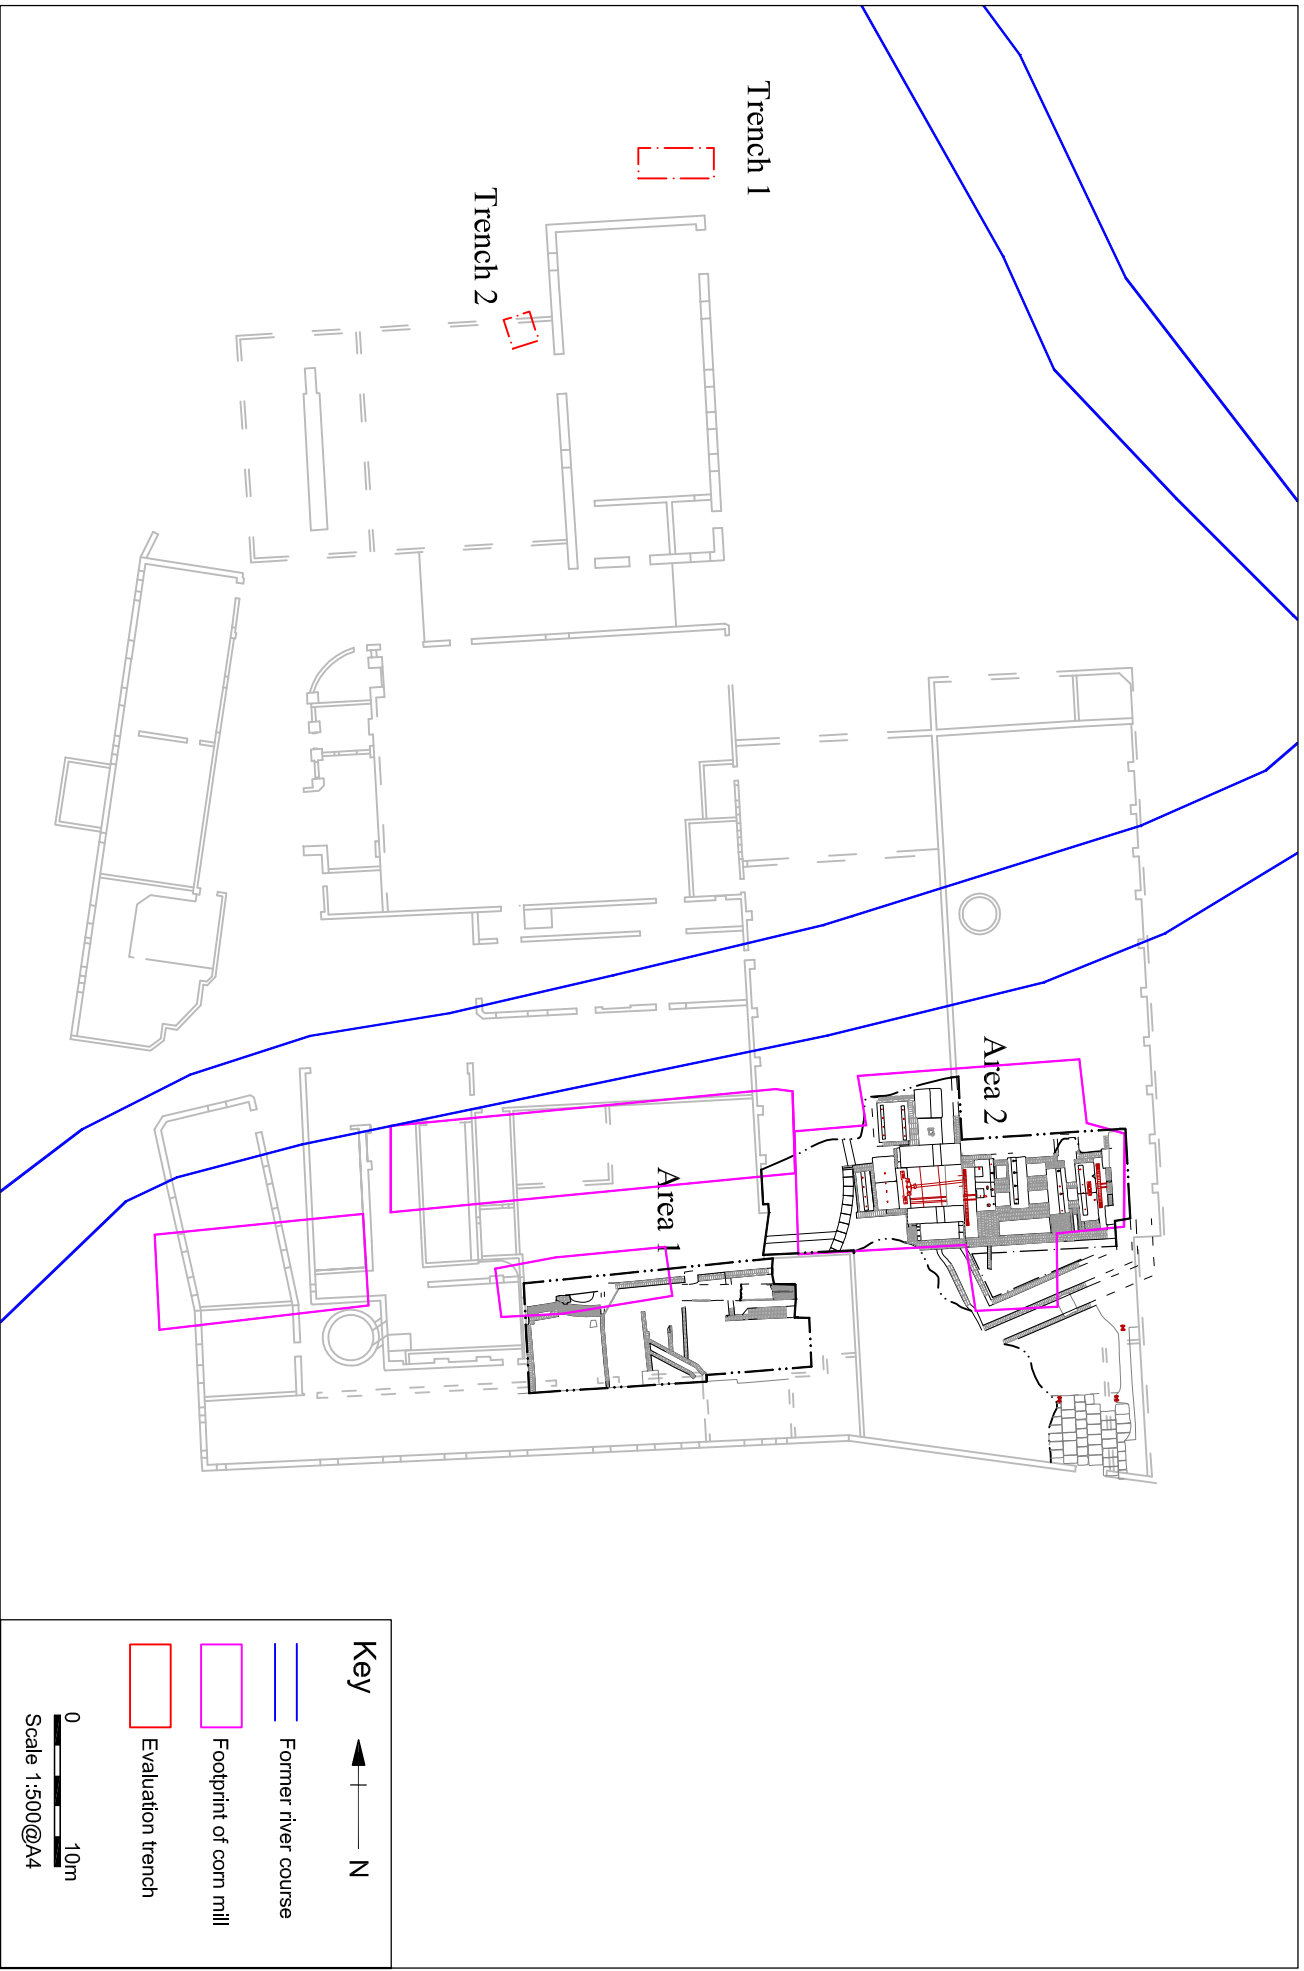 Trench 1
Trench 2
Area 2
Area 1
Key
N
Former river course
Footprint of corn mill
Evaluation trench
0 10m
Scale 1:500@A4